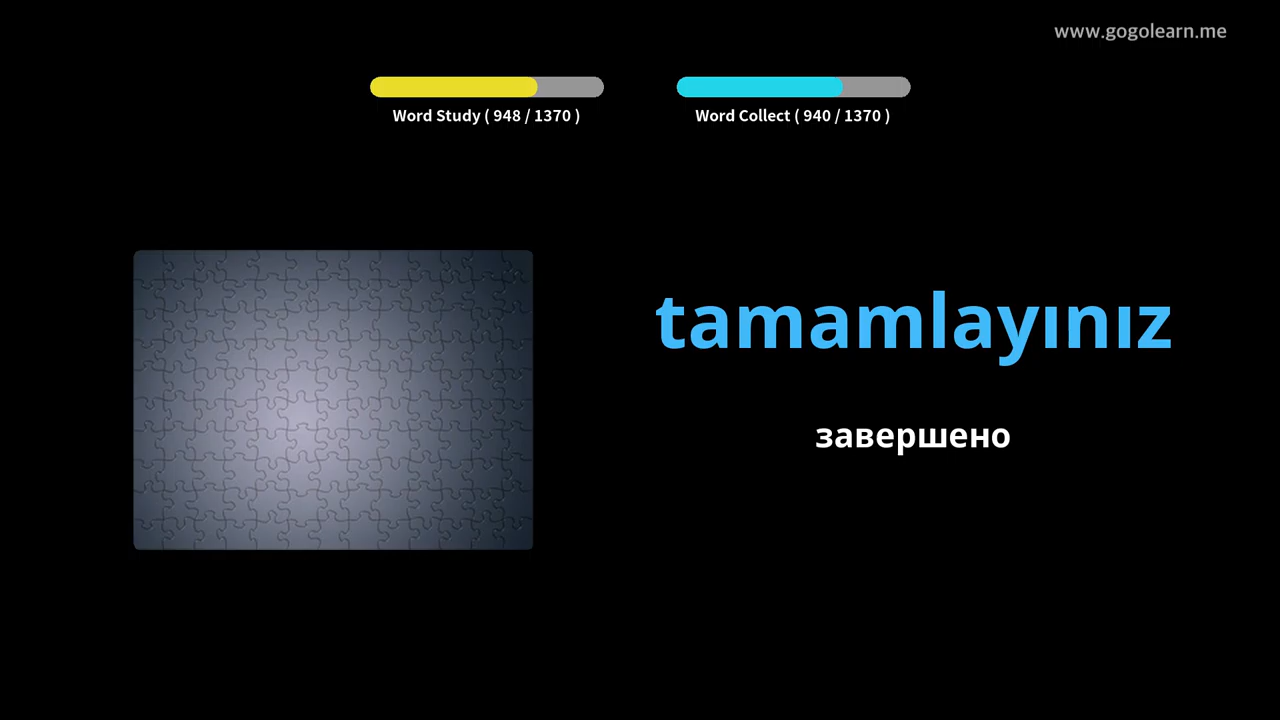 www.gogolearn.me
Word Study ( 948 / 1370 )
Word Collect ( 940 / 1370 )
tamamlayınız
завершено